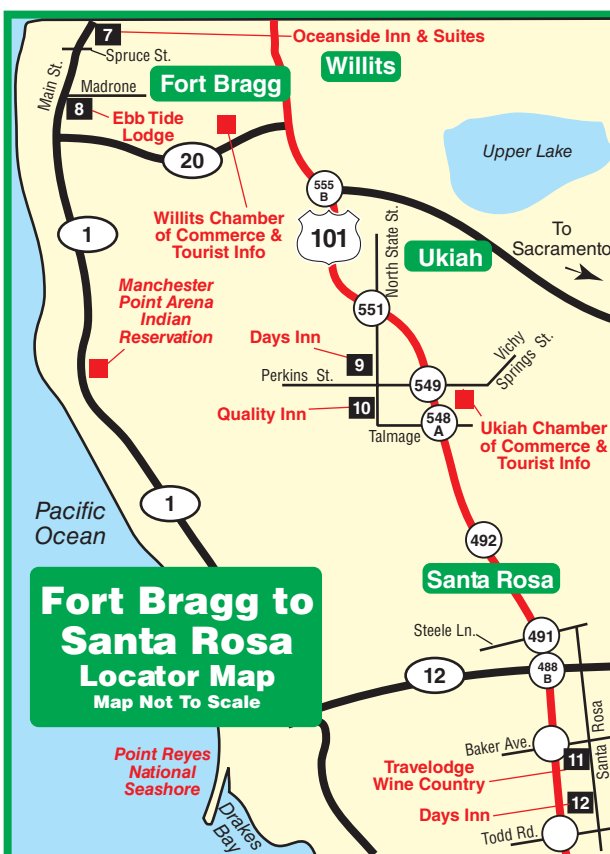 7
Oceanside Inn & Suites
Spruce St.
Main St.
Willits
Fort Bragg
Madrone
8
Ebb Tide
Lodge
20
Upper Lake
555
B
Willits Chamber
of Commerce &
Tourist Info
1
101
North State St.
Ukiah
To
Sacramento
Manchester
Point Arena
Indian
Reservation
551
Days Inn
9
Vichy
Springs St.
Perkins St.
549
Quality Inn
10
548
A
Talmage
Ukiah Chamber
of Commerce &
Tourist Info
1
Pacific
Ocean
492
Santa Rosa
Fort Bragg to
Santa Rosa
Locator Map
Map Not To Scale
Steele Ln.
491
12
488
B
Santa Rosa
Baker Ave.
Point Reyes
National
Seashore
Travelodge
Wine Country
11
Days Inn
12
Drakes
Bay
Todd Rd.